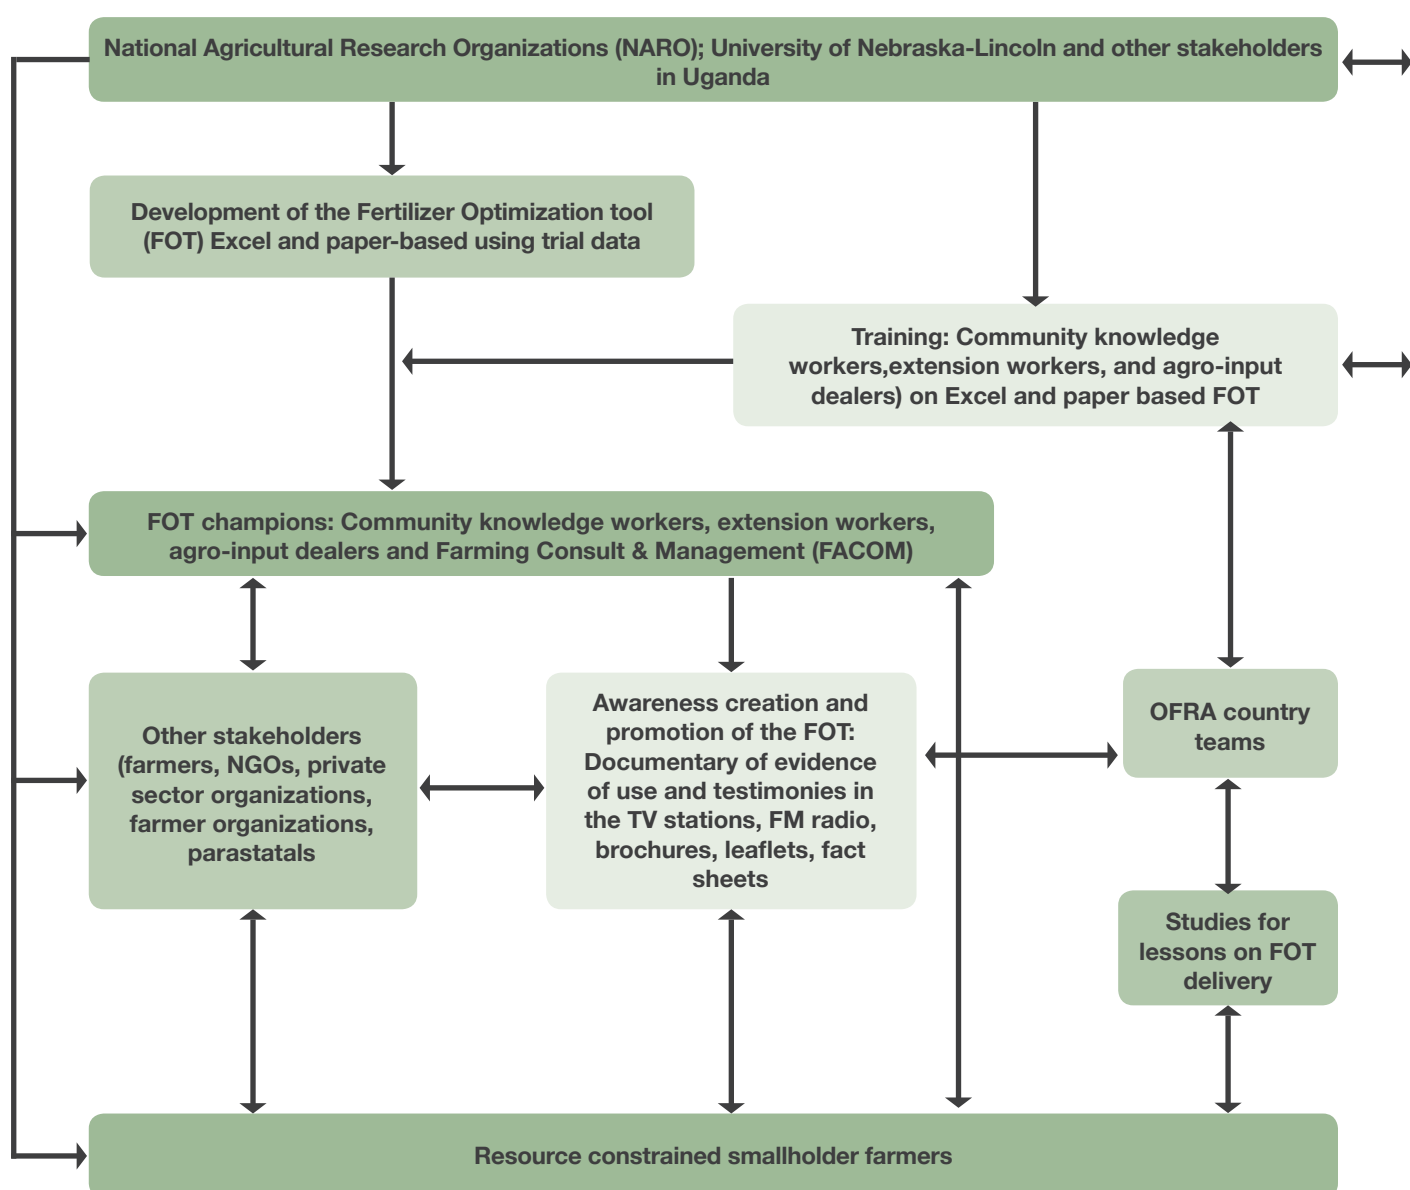 National Agricultural Research Organizations (NARO); University of Nebraska-Lincoln and other stakeholders
in Uganda
Development of the Fertilizer Optimization tool
(FOT) Excel and paper-based using trial data
Training: Community knowledge
workers,extension workers, and agro-input
dealers) on Excel and paper based FOT
FOT champions: Community knowledge workers, extension workers,
agro-input dealers and Farming Consult & Management (FACOM)
Other stakeholders
(farmers, NGOs, private
sector organizations,
farmer organizations,
parastatals
Awareness creation and
promotion of the FOT:
Documentary of evidence
of use and testimonies in
the TV stations, FM radio,
brochures, leaflets, fact
sheets
OFRA country
teams
Studies for
lessons on FOT
delivery
Resource constrained smallholder farmers